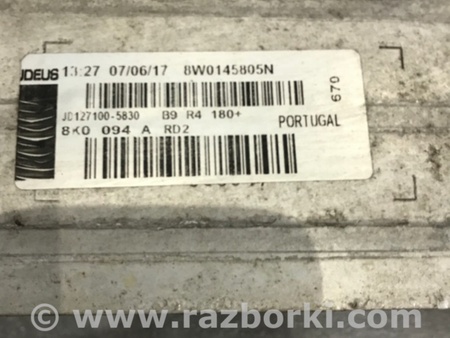 JDEUS 13:27 07/06/17 8W0145805N
JD127100-5830 B9 R4 180+
8K0 094 A RD2
PORTUGAL
670
www.razborki.com